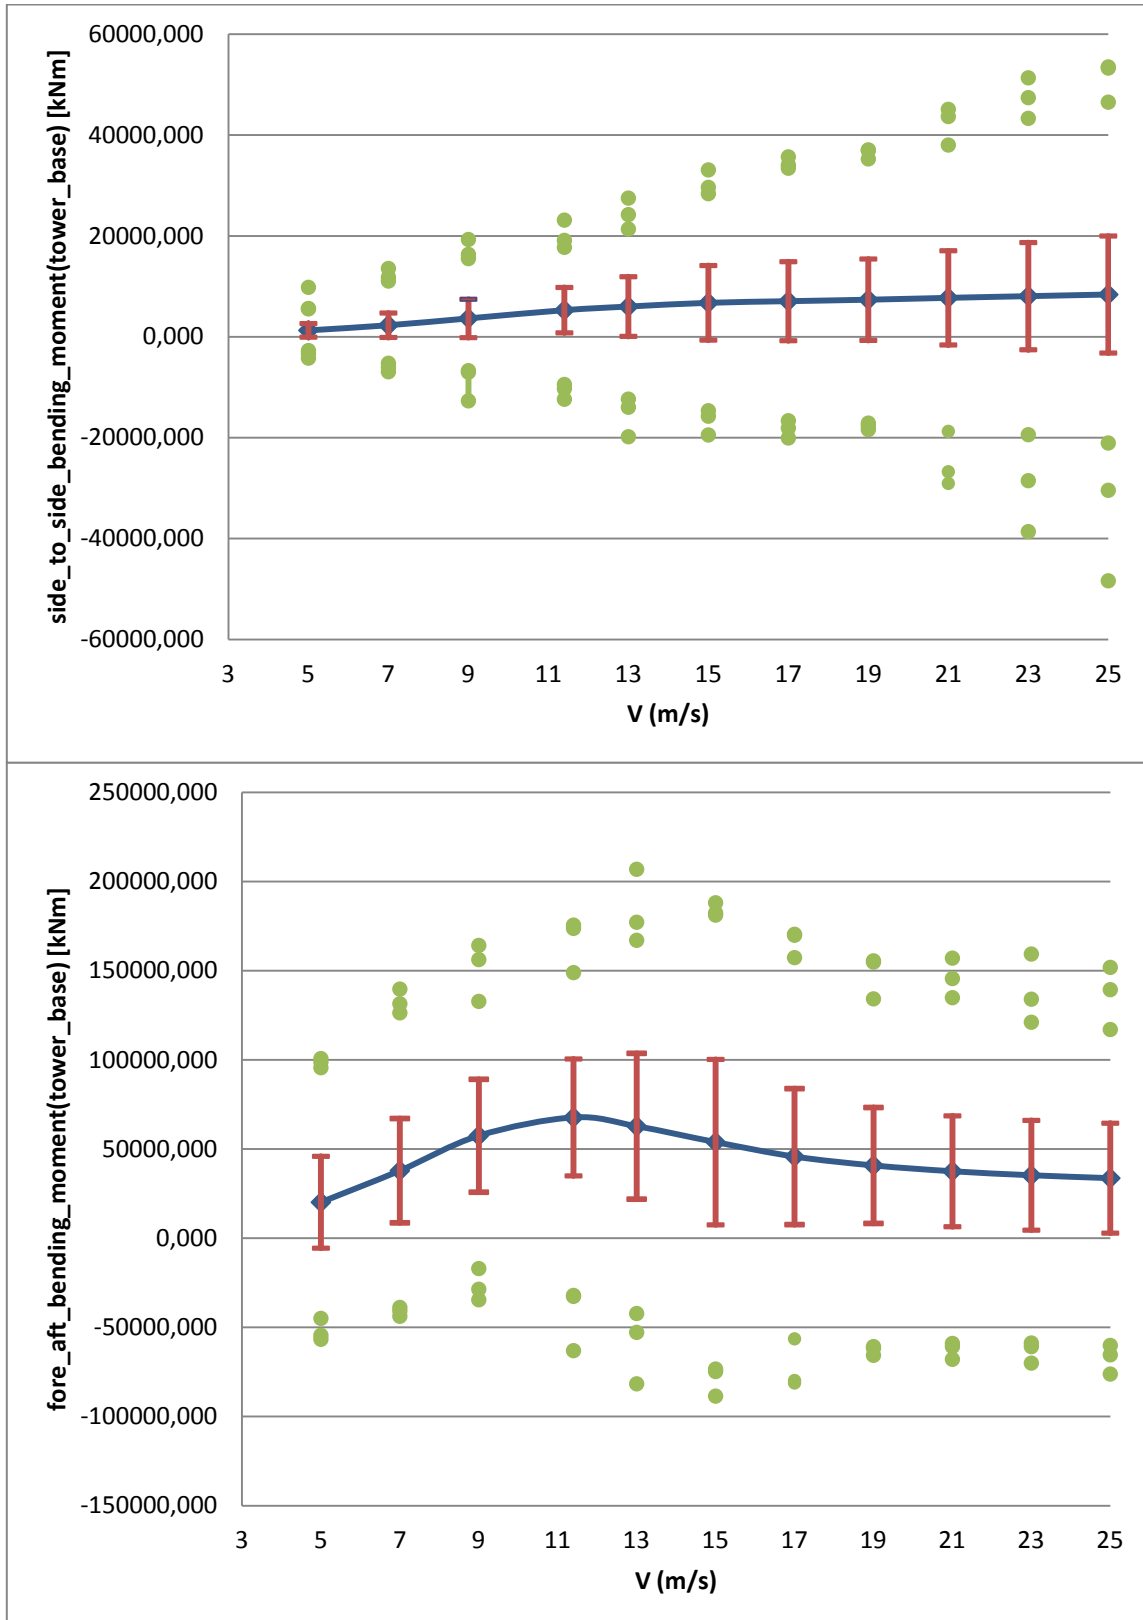 side_to_side_bending_moment(tower_base) [kNm]
60000,000
40000,000
20000,000
0,000
-20000,000
-40000,000
-60000,000
3 5 7 9 11 13 15 17 19 21 23 25
V (m/s)
fore_aft_bending_moment(tower_base) [kNm]
250000,000
200000,000
150000,000
100000,000
50000,000
0,000
-50000,000
-100000,000
-150000,000
3 5 7 9 11 13 15 17 19 21 23 25
V (m/s)